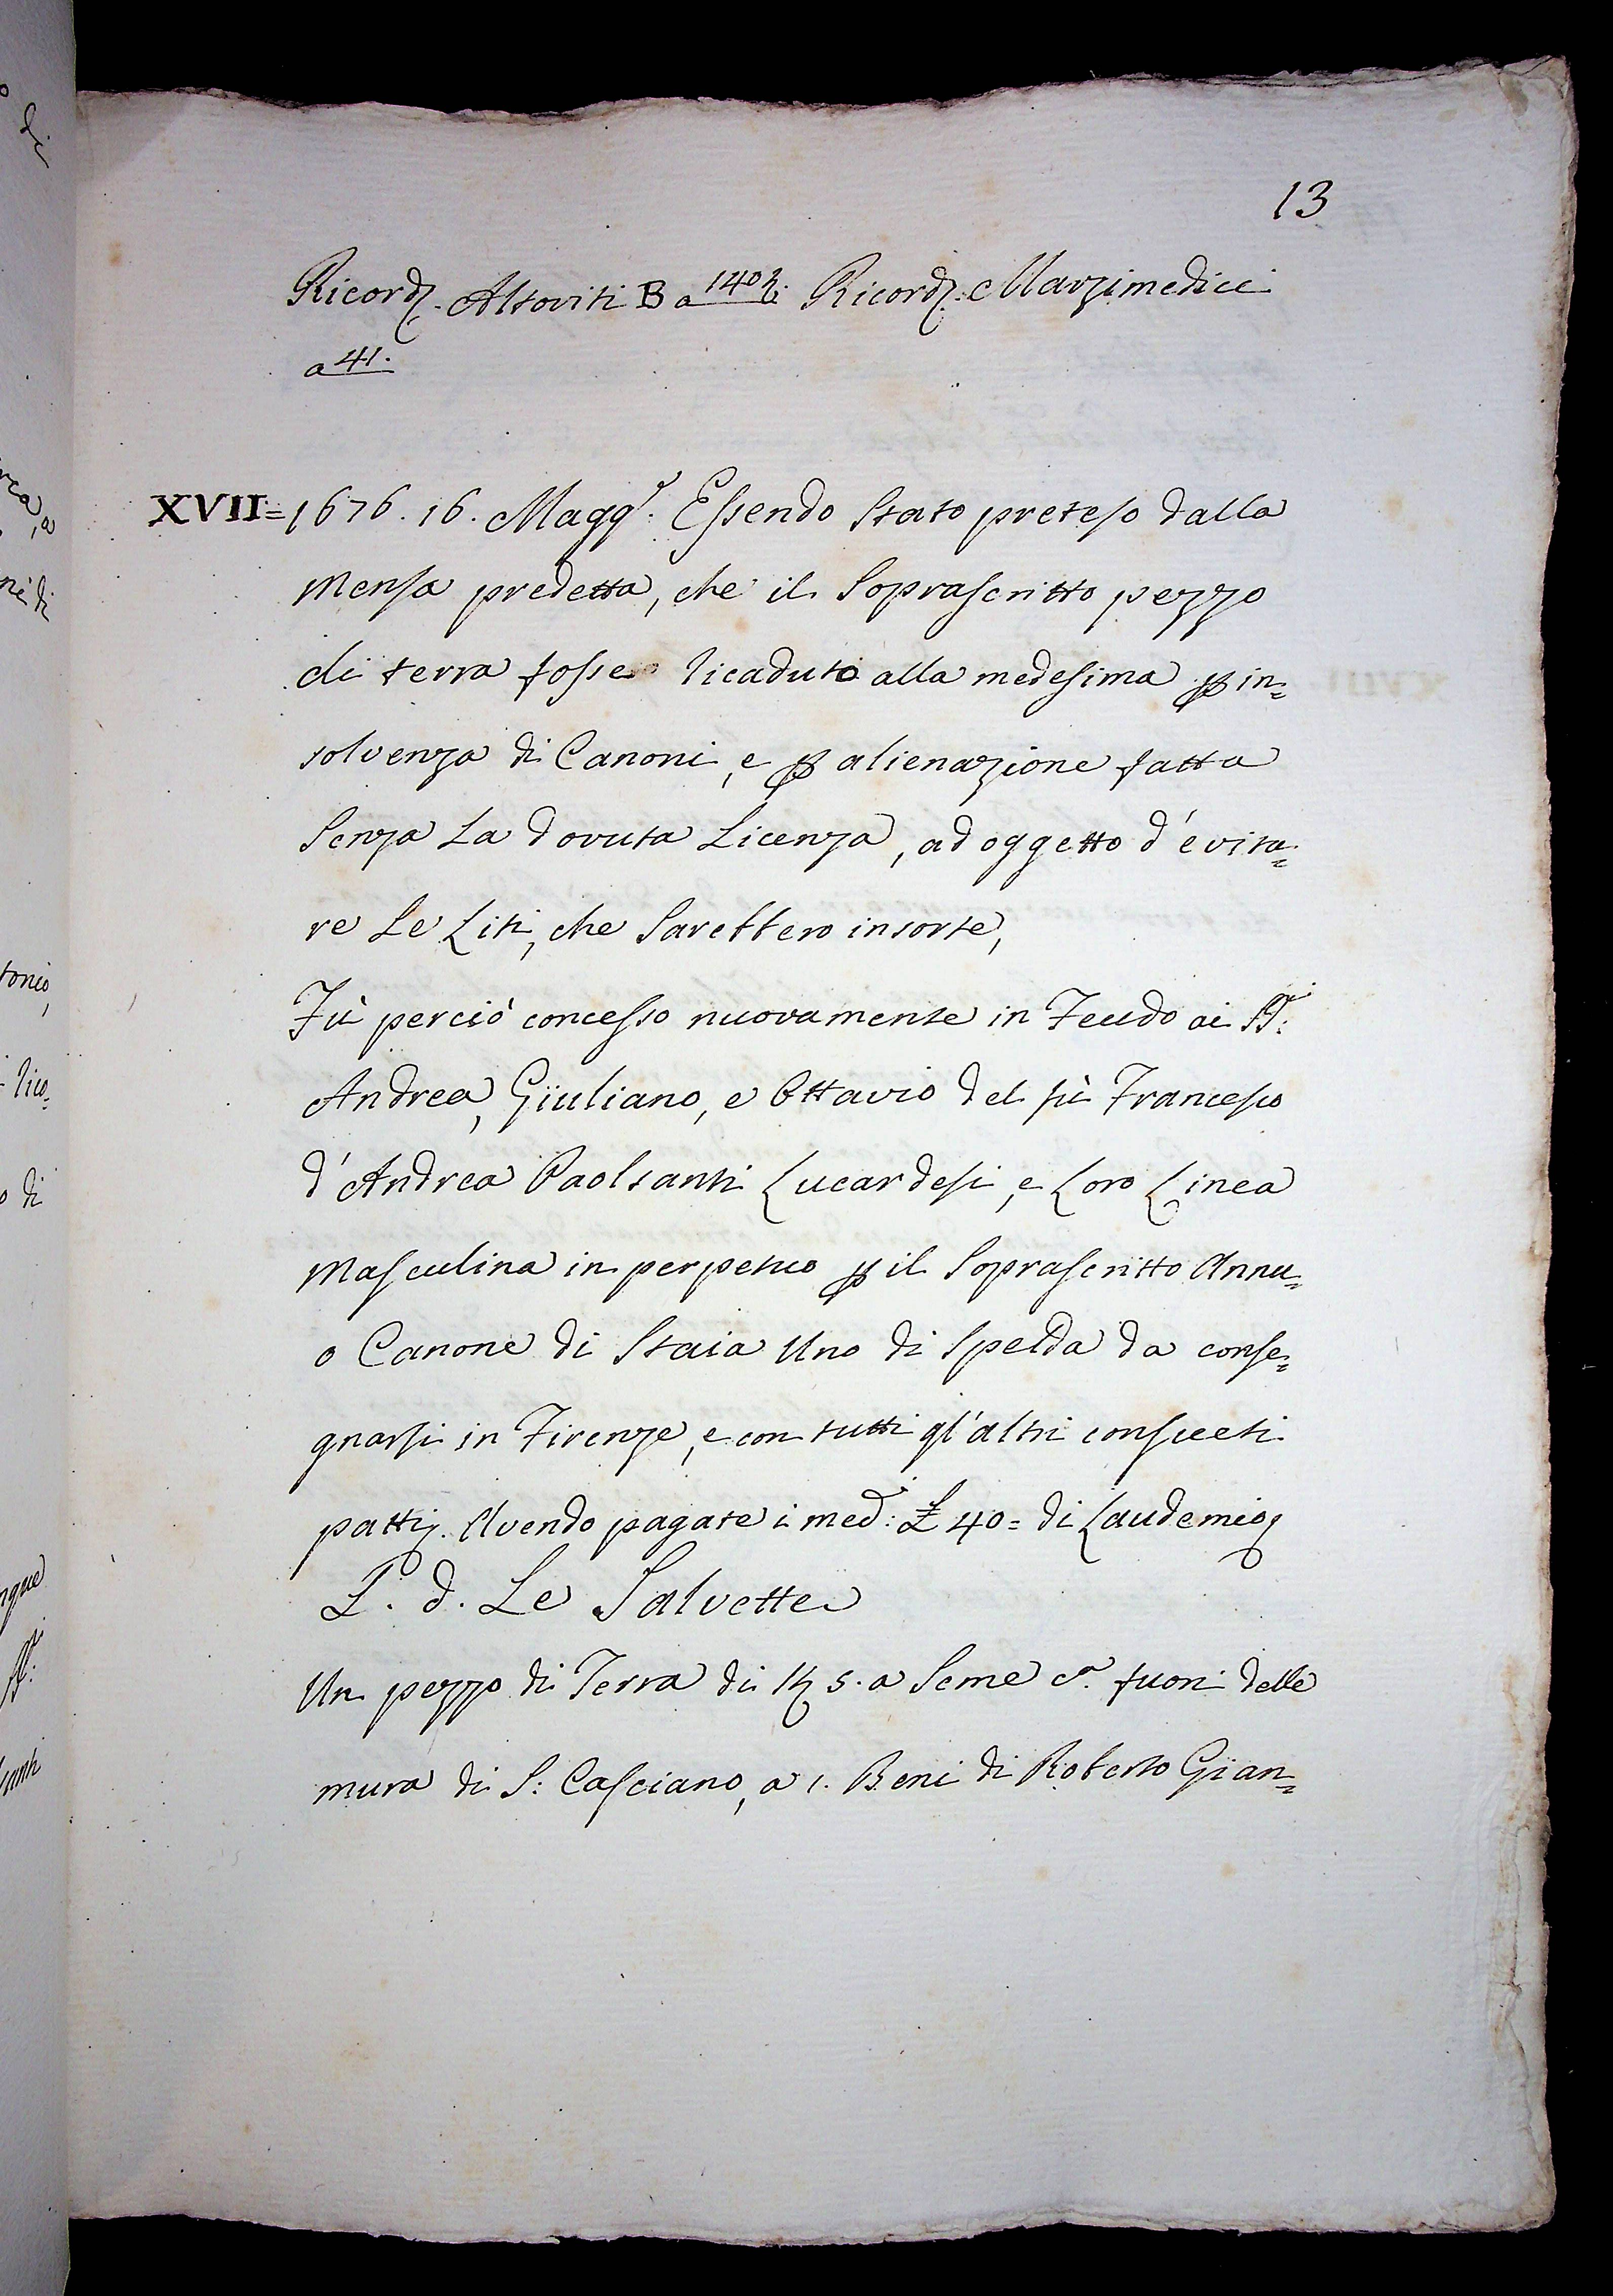 13
Ricord.ⁱ Altoviti B a 140 t. Ricord.ⁱ Marzimedici
a 41.
XVII = 1676. 16. Magg.º Essendo Stato preteso dalla
Mensa predetta, che il Soprascritto pezzo
di terra fosse ricaduto alla medesima ꝑ in=
solvenza di Canoni, e ꝑ alienazione fatta
Senza La dovuta Licenza, ad oggetto d'evita=
re Le Liti, che Sarebbero insorte,
Fù perciò concesso nuovamente in Feudo ai SS.ⁱ
Andrea, Giuliano, e Ottavio del fù Francesco
d'Andrea Paolsanti Lucardesi, e Loro Linea
Masculina in perpetuo ꝑ il Soprascritto Annu=
o Canone di Staia Uno di Spelda da conse=
gnarsi in Firenze, e con tutti gl'altri consueti
patti. Avendo pagate i med.ⁱ £ 40 = di Laudemio,
L. d. Le Salvette
Un pezzo di Terra di 5. a Seme c.ª fuori delle
mura di S: Casciano, a 1. Beni di Roberto Gian=